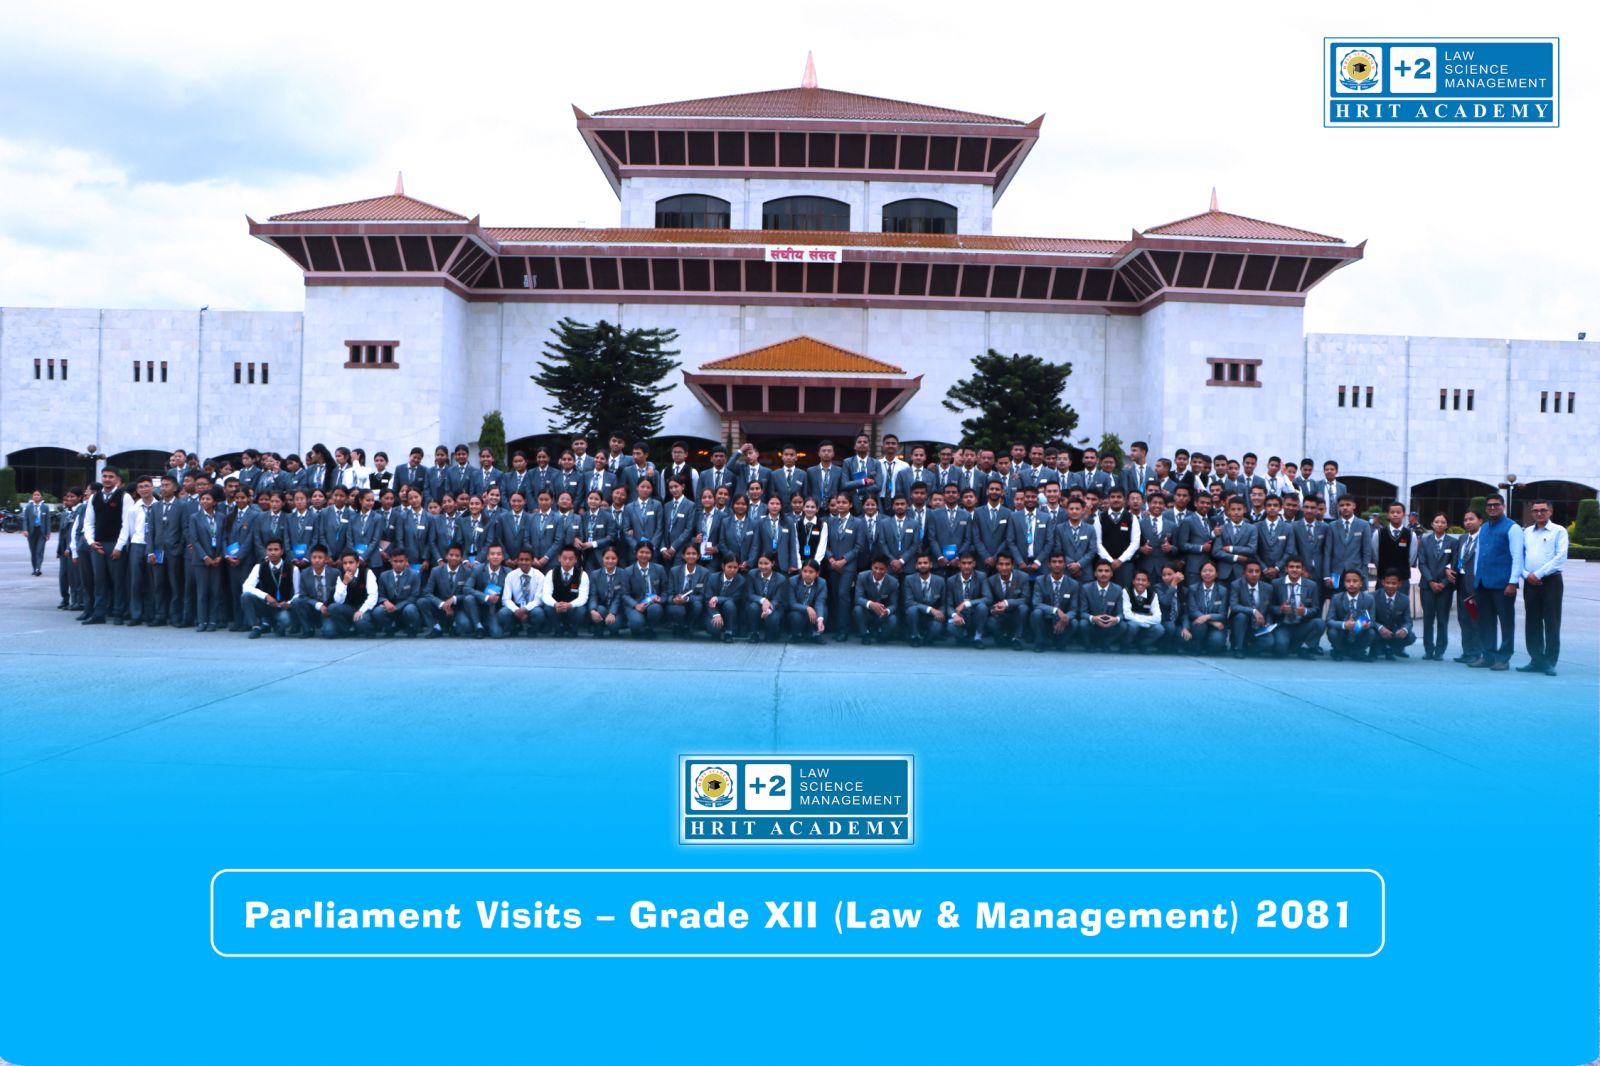 +2
LAW
SCIENCE
MANAGEMENT
HRIT ACADEMY
संघीय संसद
+2
LAW
SCIENCE
MANAGEMENT
HRIT ACADEMY
Parliament Visits – Grade XII (Law & Management) 2081